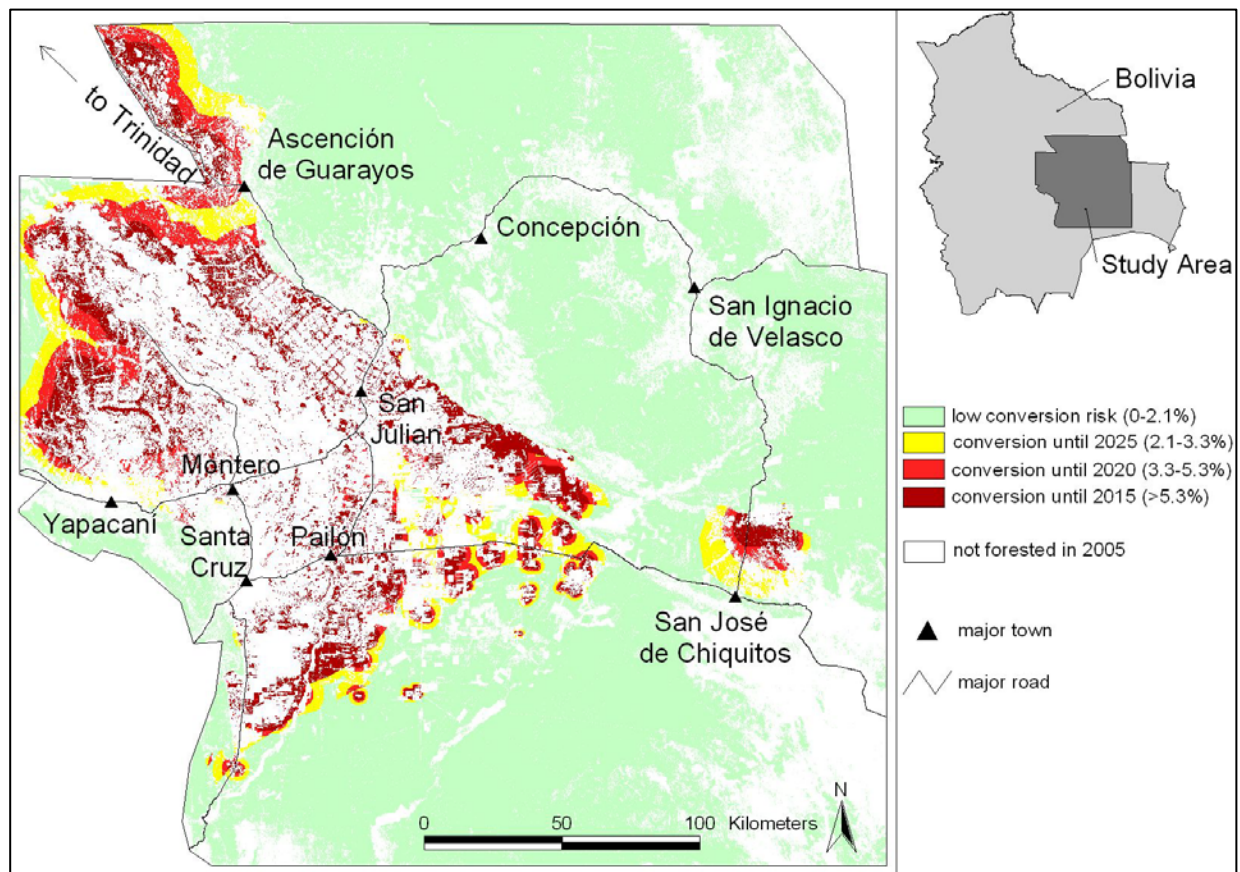 to Trinidad
Ascención
de Guarayos
Concepción
San Ignacio
de Velasco
San
Julian
Montero
Yapacaní
Santa
Cruz
Pailón
San José
de Chiquitos
0
50
100
Kilometers
N
Bolivia
Study Area
low conversion risk (0-2.1%)
conversion until 2025 (2.1-3.3%)
conversion until 2020 (3.3-5.3%)
conversion until 2015 (>5.3%)
not forested in 2005
major town
major road